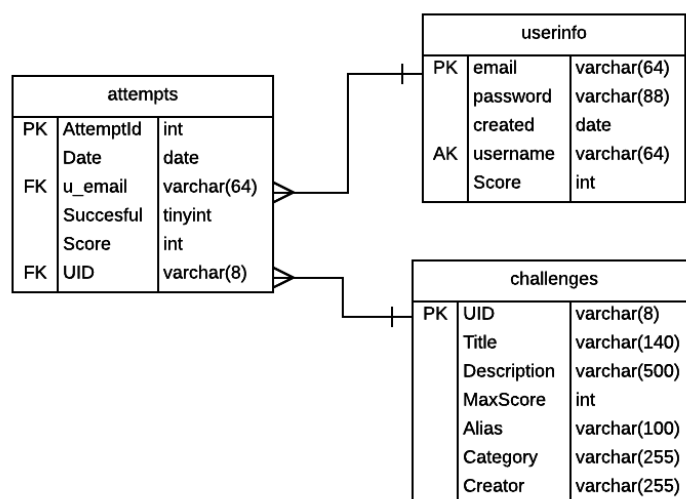 attempts
PK AttemptId int
Date date
FK u_email varchar(64)
Succesful tinyint
Score int
FK UID varchar(8)
userinfo
PK email varchar(64)
password varchar(88)
created date
AK username varchar(64)
Score int
challenges
PK UID varchar(8)
Title varchar(140)
Description varchar(500)
MaxScore int
Alias varchar(100)
Category varchar(255)
Creator varchar(255)